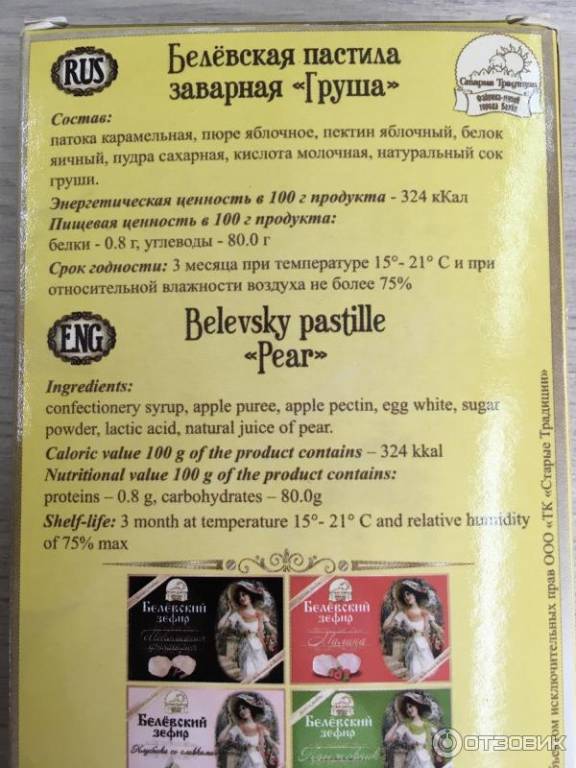 RUS
Белёвская пастила
заварная «Груша»
Старые Традиции
Состав:
патока карамельная, пюре яблочное, пектин яблочный, белок
яичный, пудра сахарная, кислота молочная, натуральный сок
груши.
Энергетическая ценность в 100 г продукта - 324 кКал
Пищевая ценность в 100 г продукта:
белки - 0.8 г, углеводы - 80.0 г
Срок годности: 3 месяца при температуре 15°- 21° С и при
относительной влажности воздуха не более 75%
ENG
Belevsky pastille
«Pear»
Ingredients:
confectionery syrup, apple puree, apple pectin, egg white, sugar
powder, lactic acid, natural juice of pear.
Caloric value 100 g of the product contains – 324 kkal
Nutritional value 100 g of the product contains:
proteins – 0.8 g, carbohydrates – 80.0g
Shelf-life: 3 month at temperature 15°- 21° C and relative humidity
of 75% max
Белёвский
зефир
Белёвский
зефир
Малина
Белёвский
зефир
Клубника со сливками
Белёвский
зефир
исключительных прав ООО «ТК «Старые Традиции»
ОТЗОВИК